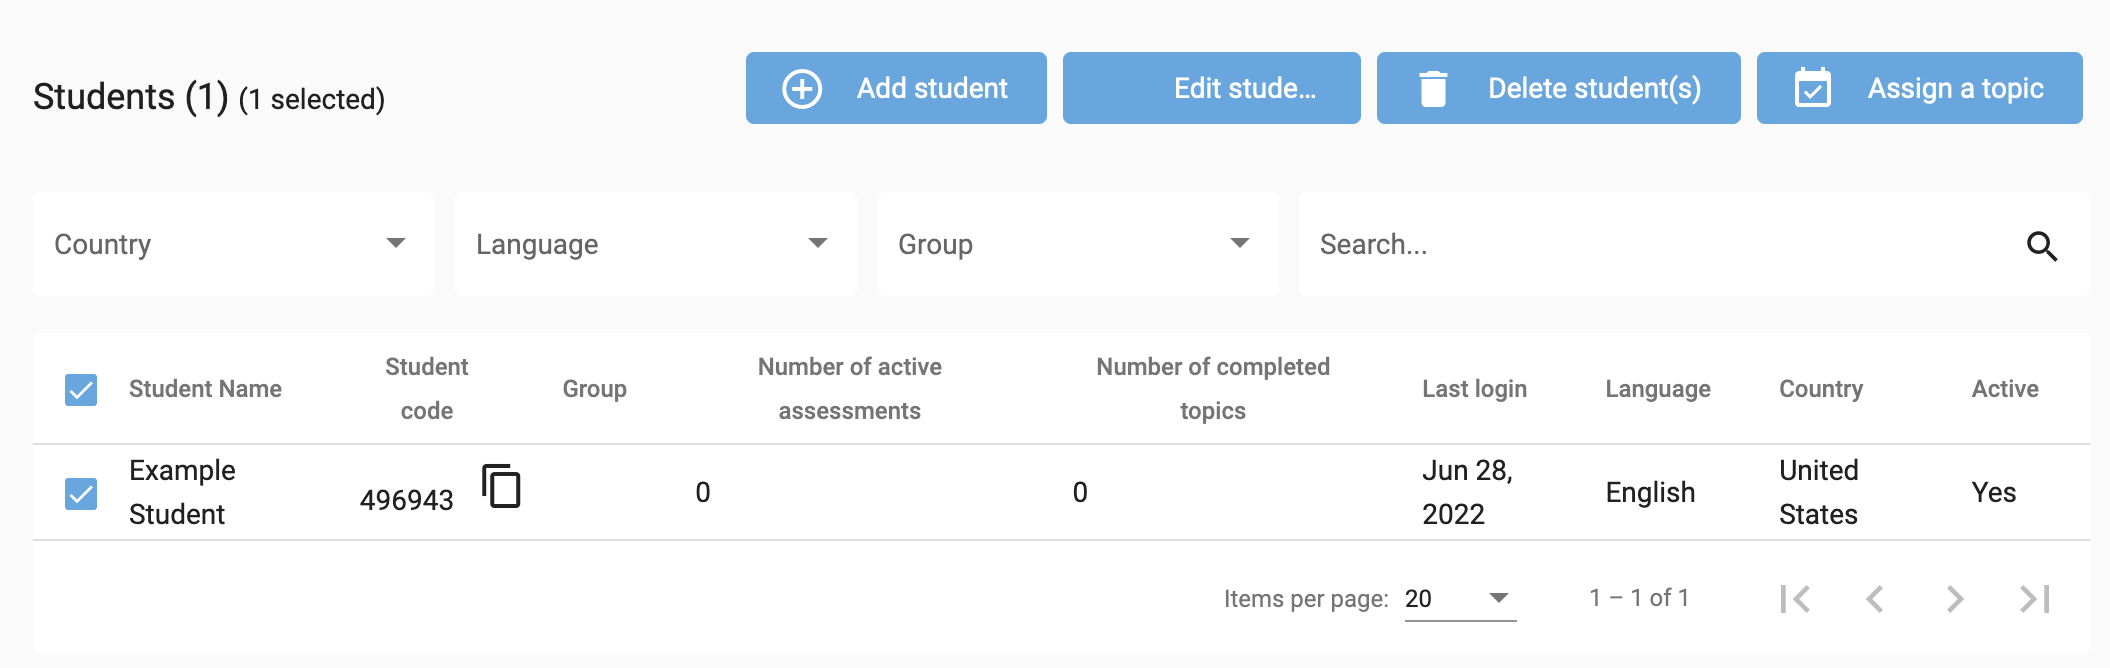 Students (1) (1 selected)
Add student
Edit stude...
Delete student(s)
Assign a topic
Country
Language
Group
Search...
Student Name
Student
code
Group
Number of active
assessments
Number of completed
topics
Last login
Language
Country
Active
Example
Student
496943
0
0
Jun 28,
2022
English
United
States
Yes
Items per page:
20
1 – 1 of 1